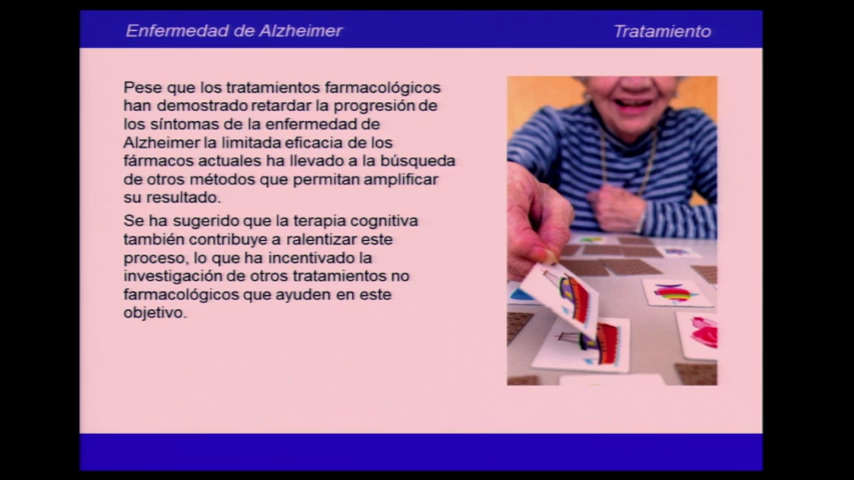 Enfermedad de Alzheimer
Tratamiento
Pese que los tratamientos farmacológicos
han demostrado retardar la progresión de
los síntomas de la enfermedad de
Alzheimer la limitada eficacia de los
fármacos actuales ha llevado a la búsqueda
de otros métodos que permitan amplificar
su resultado.
Se ha sugerido que la terapia cognitiva
también contribuye a ralentizar este
proceso, lo que ha incentivado la
investigación de otros tratamientos no
farmacológicos que ayuden en este
objetivo.